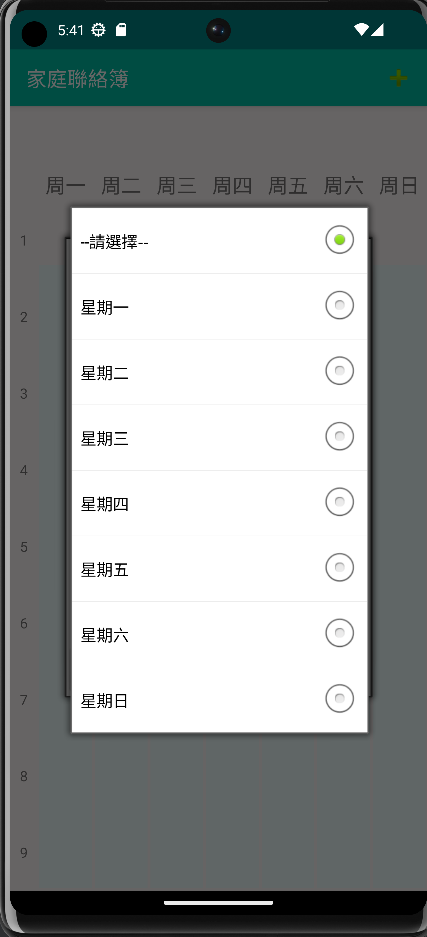 5:41
家庭聯絡簿
周一 周二 周三 周四 周五 周六 周日
1
--請選擇--
星期一
2
星期二
3
星期三
4
星期四
5
星期五
6
星期六
7
星期日
8
9